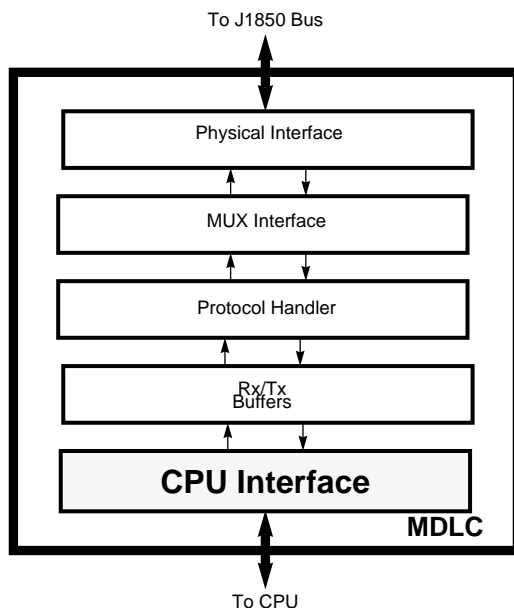 To J1850 Bus
Physical Interface
MUX Interface
Protocol Handler
Rx/Tx
Buffers
CPU Interface
MDLC
To CPU